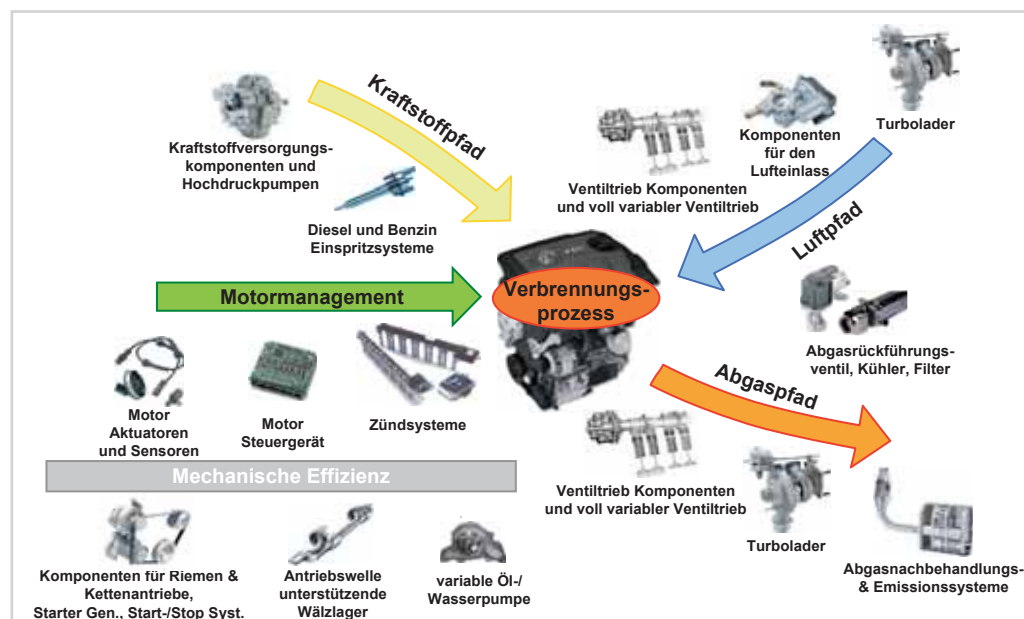 Kraftstoffpfad
Kraftstoffversorgungs-
komponenten und
Hochdruckpumpen
Diesel und Benzin
Einspritzsysteme
Ventiltrieb Komponenten
und voll variabler Ventiltrieb
Komponenten
für den
Lufteinlass
Turbolader
Luftpfad
Motormanagement
Verbrennungs-
prozess
Abgasrückführungs-
ventil, Kühler, Filter
Motor
Aktuatoren
und Sensoren
Motor
Steuergerät
Zündsysteme
Abgaspfad
Ventiltrieb Komponenten
und voll variabler Ventiltrieb
Turbolader
Abgasnachbehandlungs-
& Emissionssysteme
Mechanische Effizienz
Komponenten für Riemen &
Kettenantriebe,
Starter Gen., Start-/Stop Syst.
Antriebswelle
unterstützende
Wälzlager
variable Öl-/
Wasserpumpe